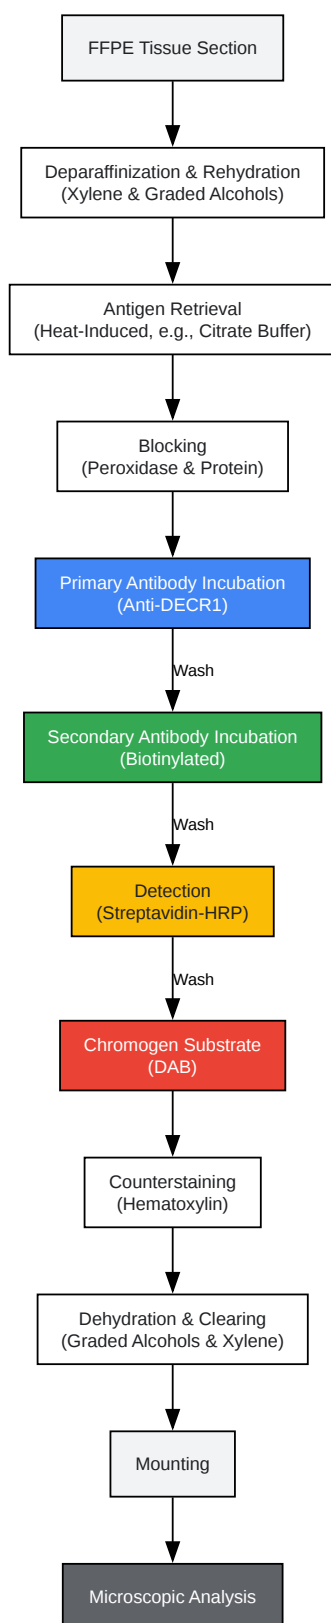 FFPE Tissue Section
Deparaffinization & Rehydration
(Xylene & Graded Alcohols)
Antigen Retrieval
(Heat-Induced, e.g., Citrate Buffer)
Blocking
(Peroxidase & Protein)
Primary Antibody Incubation
(Anti-DECR1)
Wash
Secondary Antibody Incubation
(Biotinylated)
Wash
Detection
(Streptavidin-HRP)
Wash
Chromogen Substrate
(DAB)
Counterstaining
(Hematoxylin)
Dehydration & Clearing
(Graded Alcohols & Xylene)
Mounting
Microscopic Analysis